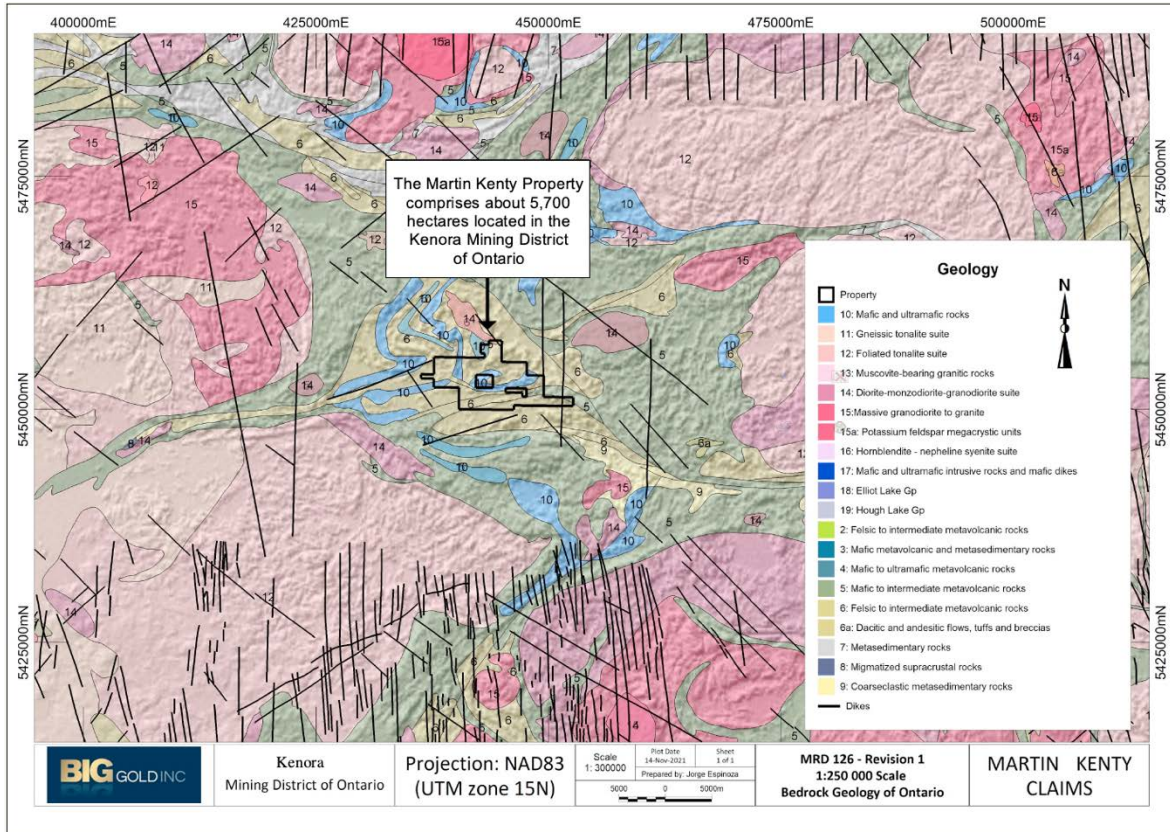 400000mE 425000mE 450000mE 475000mE 500000mE
5475000mN
5450000mN
5425000mN
5475000mN
5450000mN
5425000mN
The Martin Kenty Property
comprises about 5,700
hectares located in the
Kenora Mining District
of Ontario
Geology
N
Property
10: Mafic and ultramafic rocks
11: Gneissic tonalite suite
12: Foliated tonalite suite
13: Muscovite-bearing granitic rocks
14: Diorite-monzodiorite-granodiorite suite
15:Massive granodiorite to granite
15a: Potassium feldspar megacrystic units
16: Hornblendite - nepheline syenite suite
17: Mafic and ultramafic intrusive rocks and mafic dikes
18: Elliot Lake Gp
19: Hough Lake Gp
2: Felsic to intermediate metavolcanic rocks
3: Mafic metavolcanic and metasedimentary rocks
4: Mafic to ultramafic metavolcanic rocks
5: Mafic to intermediate metavolcanic rocks
6: Felsic to intermediate metavolcanic rocks
6a: Dacitic and andesitic flows, tuffs and breccias
7: Metasedimentary rocks
8: Migmatized supracrustal rocks
9: Coarseclastic metasedimentary rocks
Dikes
BIG GOLD INC
Kenora
Mining District of Ontario
Projection: NAD83
(UTM zone 15N)
Scale
1: 300000
Plot Date
14-Nov-2021
Sheet
1 of 1
Prepared by: Jorge Espinoza
5000 0 5000m
MRD 126 - Revision 1
1:250 000 Scale
Bedrock Geology of Ontario
MARTIN KENTY
CLAIMS